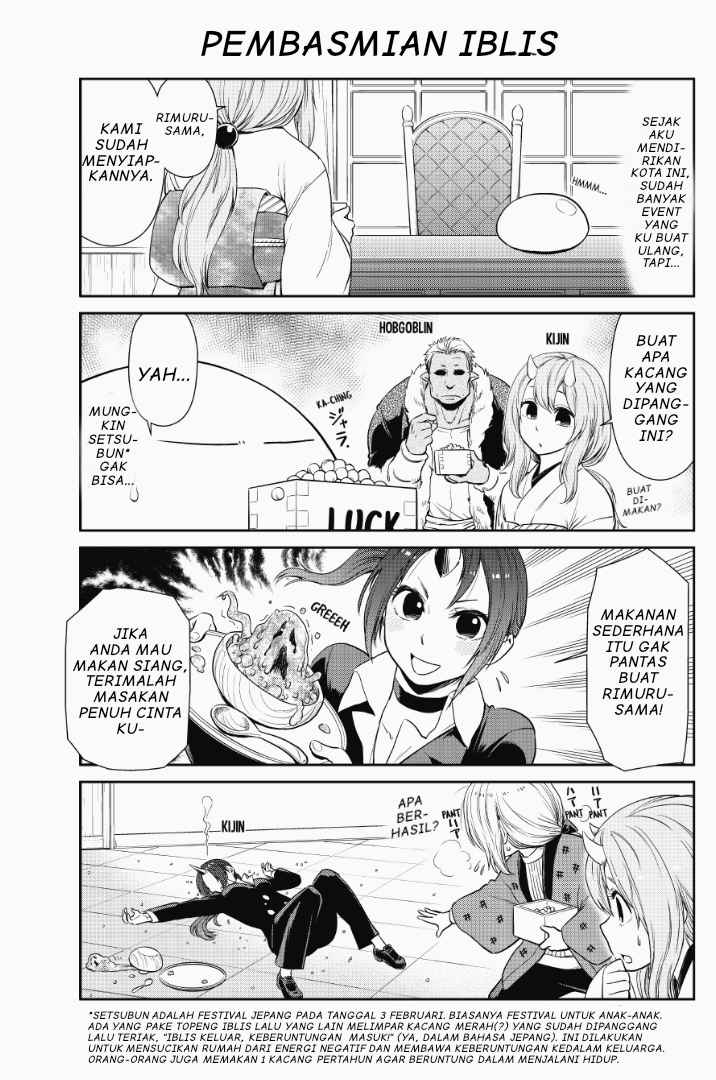 PEMBASMIAN IBLIS
SEJAK
AKU
MENDI-
RIKAN
KOTA INI,
SUDAH
BANYAK
EVENT
YANG
KU BUAT
ULANG,
TAPI...
HMMM...
RIMURU-
SAMA,
KAMI
SUDAH
MENYIAP-
KANNYA.
BUAT
APA
KACANG
YANG
DIPANG-
GANG
INI?
BUAT
DI-
MAKAN?
KIJIN
HOBGOBLIN
KA-CHING
ジャラ
LUCK
YAH...
MUNG-
KIN
SETSU-
BUN*
GAK
BISA...
MAKANAN
SEDERHANA
ITU GAK
PANTAS
BUAT
RIMURU-
SAMA!
GREEEH
JIKA
ANDA MAU
MAKAN SIANG,
TERIMALAH
MASAKAN
PENUH CINTA
KU-
PANT
PANT
PANT
ハア
ハア
ハア
APA
BER-
HASIL?
KIJIN
*SETSUBUN ADALAH FESTIVAL JEPANG PADA TANGGAL 3 FEBRUARI. BIASANYA FESTIVAL UNTUK ANAK-ANAK.
ADA YANG PAKE TOPENG IBLIS LALU YANG LAIN MELIMPAR KACANG MERAH(?) YANG SUDAH DIPANGGANG
LALU TERIAK, "IBLIS KELUAR, KEBERUNTUNGAN MASUK!" (YA, DALAM BAHASA JEPANG). INI DILAKUKAN
UNTUK MENSUCIKAN RUMAH DARI ENERGI NEGATIF DAN MEMBAWA KEBERUNTUNGAN KEDALAM KELUARGA.
ORANG-ORANG JUGA MEMAKAN 1 KACANG PERTAHUN AGAR BERUNTUNG DALAM MENJALANI HIDUP.